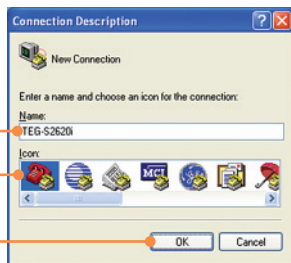 Connection Description
New Connection
Enter a name and choose an icon for the connection:
Name:
TEG-S2620i
Icon:
MCI
OK
Cancel